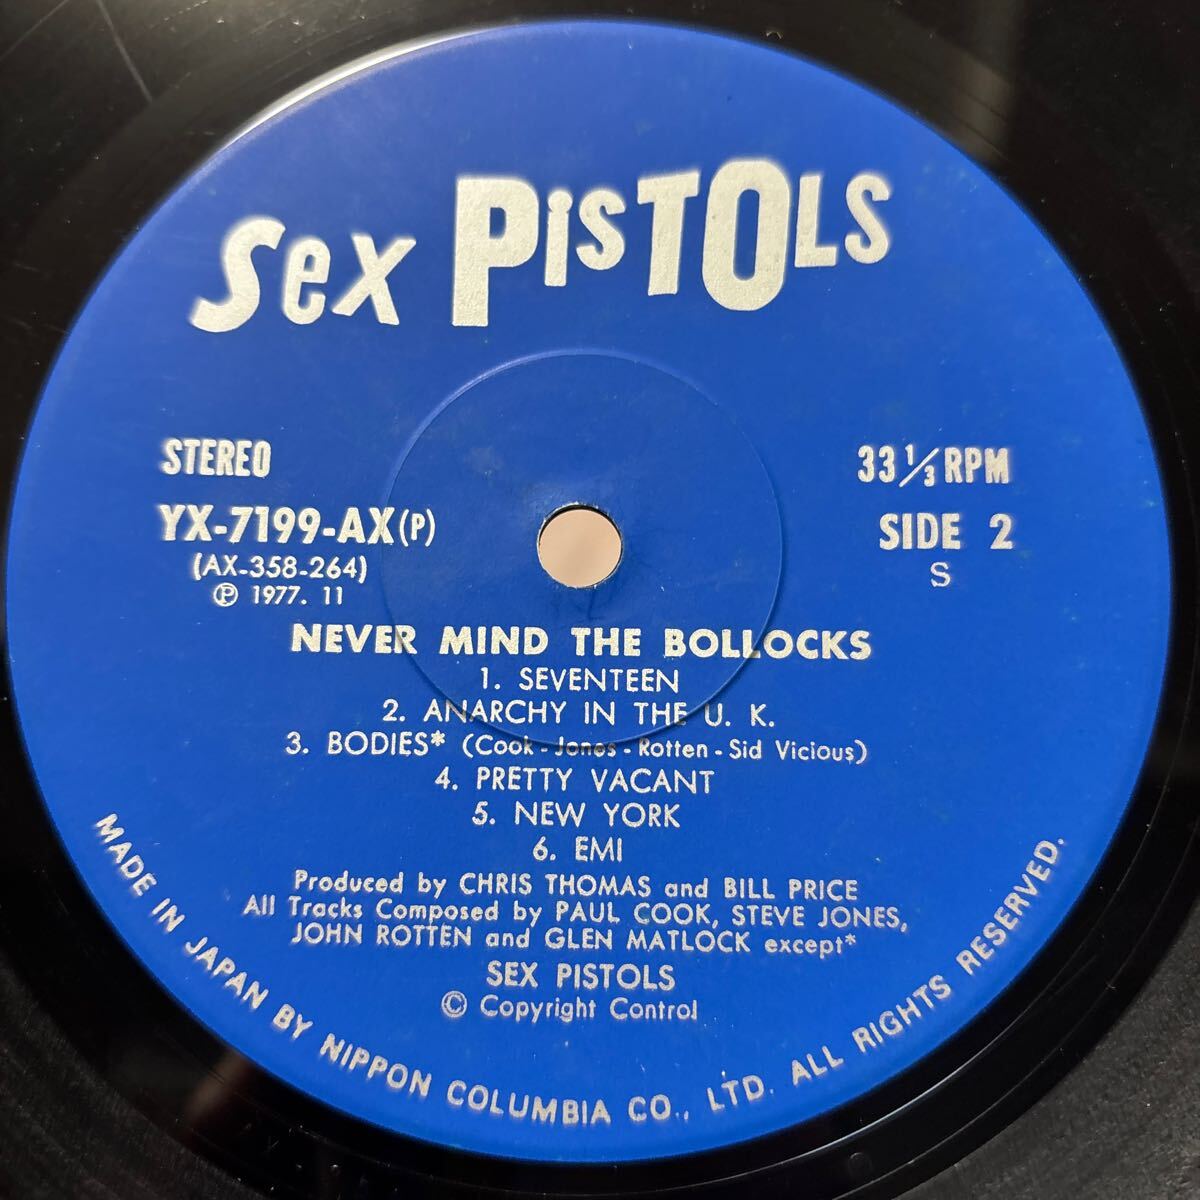 Sex PisTOLS
STEREO
YX-7199-AX(P)
(AX-358-264)
Ⓟ 1977. 11
33 1/3 RPM
SIDE 2
S
NEVER MIND THE BOLLOCKS
1. SEVENTEEN
2. ANARCHY IN THE U. K.
3. BODIES* (Cook - Jones - Rotten - Sid Vicious)
4. PRETTY VACANT
5. NEW YORK
6. EMI
Produced by CHRIS THOMAS and BILL PRICE
All Tracks Composed by PAUL COOK, STEVE JONES,
JOHN ROTTEN and GLEN MATLOCK except*
SEX PISTOLS
© Copyright Control
MADE IN JAPAN BY NIPPON COLUMBIA CO., LTD. ALL RIGHTS RESERVED.